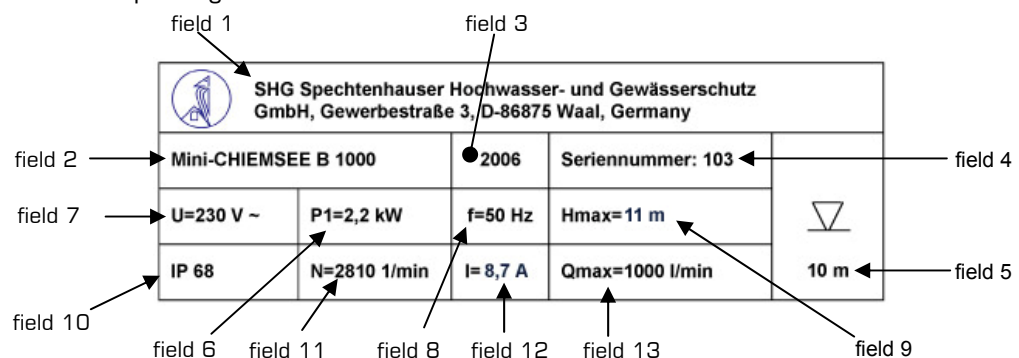 field 1
field 3
SHG Spechtenhauser Hochwasser- und Gewässerschutz
GmbH, Gewerbestraße 3, D-86875 Waal, Germany
field 2
Mini-CHIEMSEE B 1000
2006
Seriennummer: 103
field 4
field 7
U=230 V ~
P1=2,2 kW
f=50 Hz
Hmax=11 m
IP 68
N=2810 1/min
I= 8,7 A
Qmax=1000 l/min
10 m
field 5
field 10
field 6
field 11
field 8
field 12
field 13
field 9